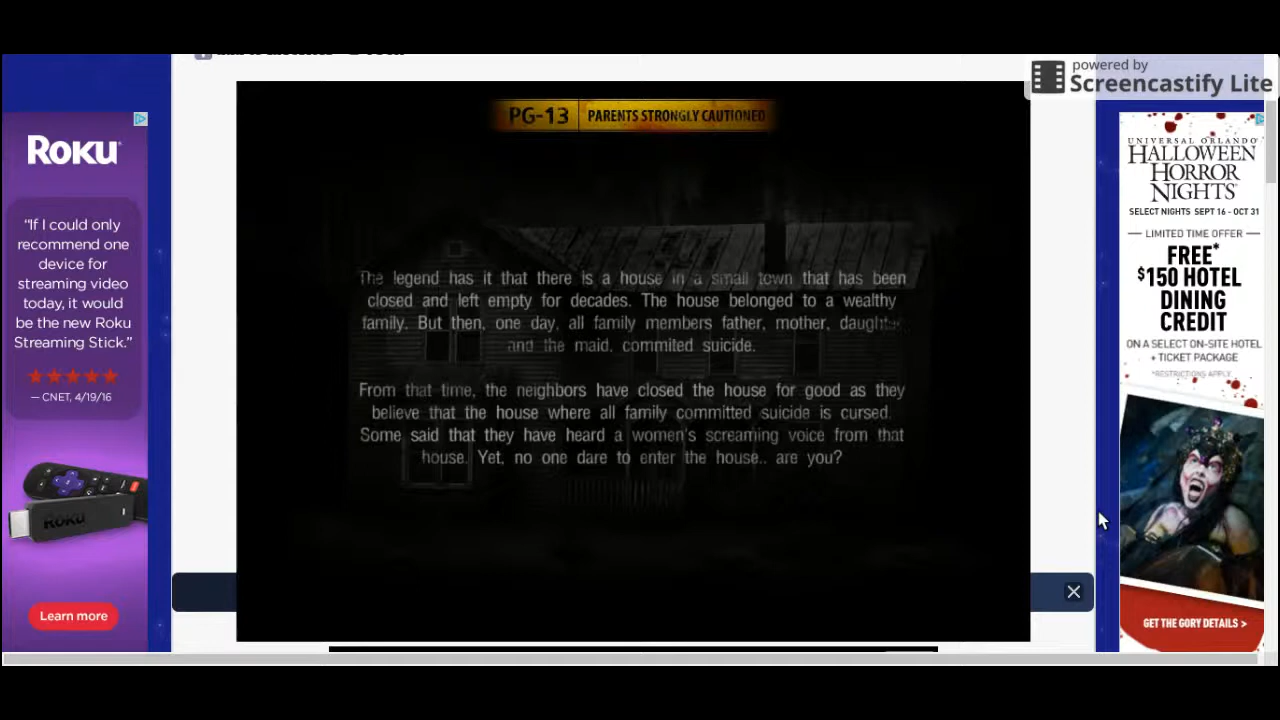 powered by
Screencastify Lite
PG-13 PARENTS STRONGLY CAUTIONED
The legend has it that there is a house in a small town that has been
closed and left empty for decades. The house belonged to a wealthy
family. But then, one day, all family members father, mother, daughter
and the maid, commited suicide.
From that time, the neighbors have closed the house for good as they
believe that the house where all family committed suicide is cursed.
Some said that they have heard a women's screaming voice from that
house. Yet, no one dare to enter the house.. are you?
ROKU
"If I could only
recommend one
device for
streaming video
today, it would
be the new Roku
Streaming Stick."
— CNET, 4/19/16
Roku
Learn more
UNIVERSAL ORLANDO
HALLOWEEN
HORROR
NIGHTS
SELECT NIGHTS SEPT 16 - OCT 31
LIMITED TIME OFFER
FREE*
$150 HOTEL
DINING
CREDIT
ON A SELECT ON-SITE HOTEL
+ TICKET PACKAGE
*RESTRICTIONS APPLY.
GET THE GORY DETAILS >